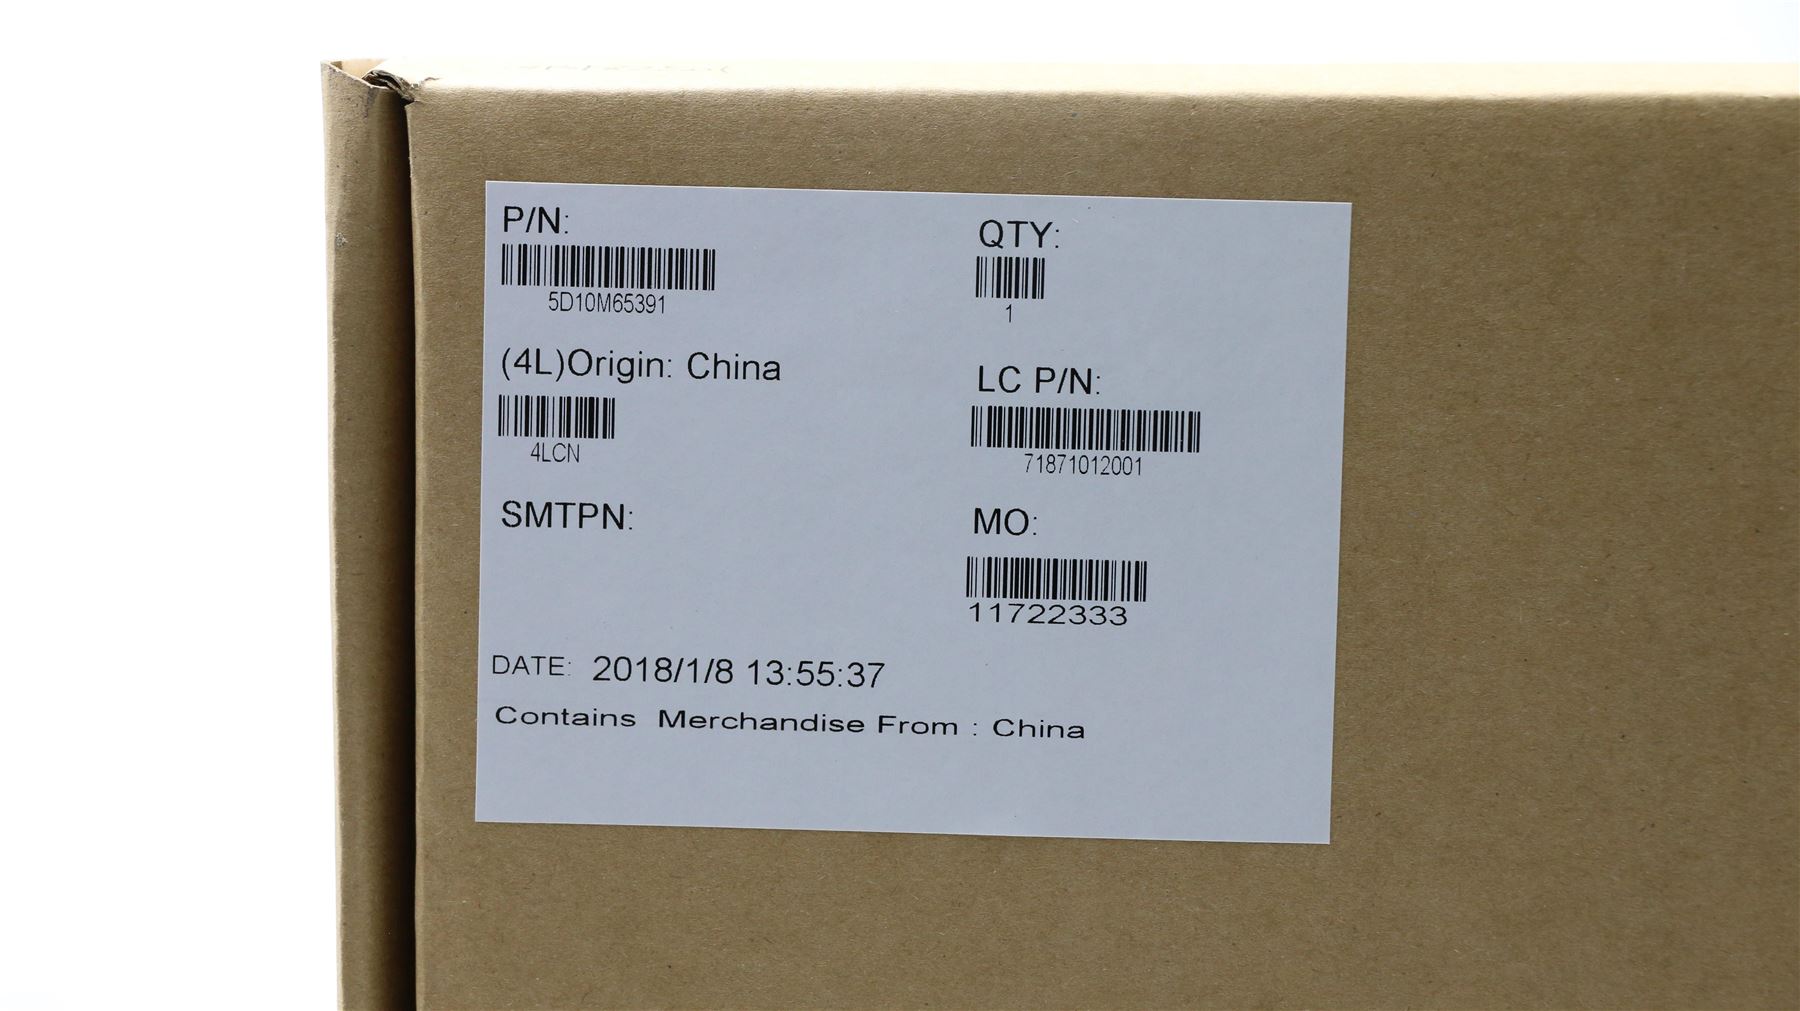 P/N:
5D10M65391
QTY:
1
(4L)Origin: China
4LCN
LC P/N:
71871012001
SMTPN:
MO:
11722333
DATE: 2018/1/8 13:55:37
Contains Merchandise From : China